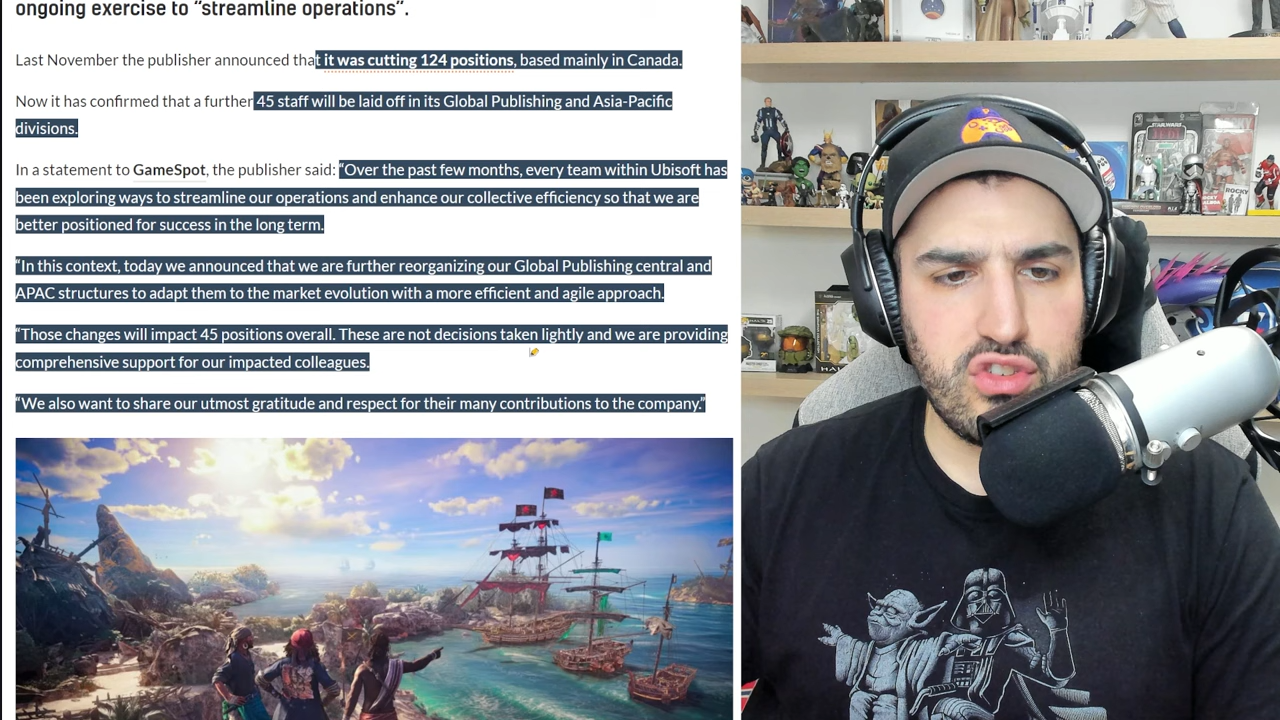 ongoing exercise to “streamline operations”.
Last November the publisher announced that it was cutting 124 positions, based mainly in Canada.
Now it has confirmed that a further 45 staff will be laid off in its Global Publishing and Asia-Pacific
divisions.
In a statement to GameSpot, the publisher said: “Over the past few months, every team within Ubisoft has
been exploring ways to streamline our operations and enhance our collective efficiency so that we are
better positioned for success in the long term.
“In this context, today we announced that we are further reorganizing our Global Publishing central and
APAC structures to adapt them to the market evolution with a more efficient and agile approach.
“Those changes will impact 45 positions overall. These are not decisions taken lightly and we are providing
comprehensive support for our impacted colleagues.
“We also want to share our utmost gratitude and respect for their many contributions to the company.”
STAR WARS
ROCKY